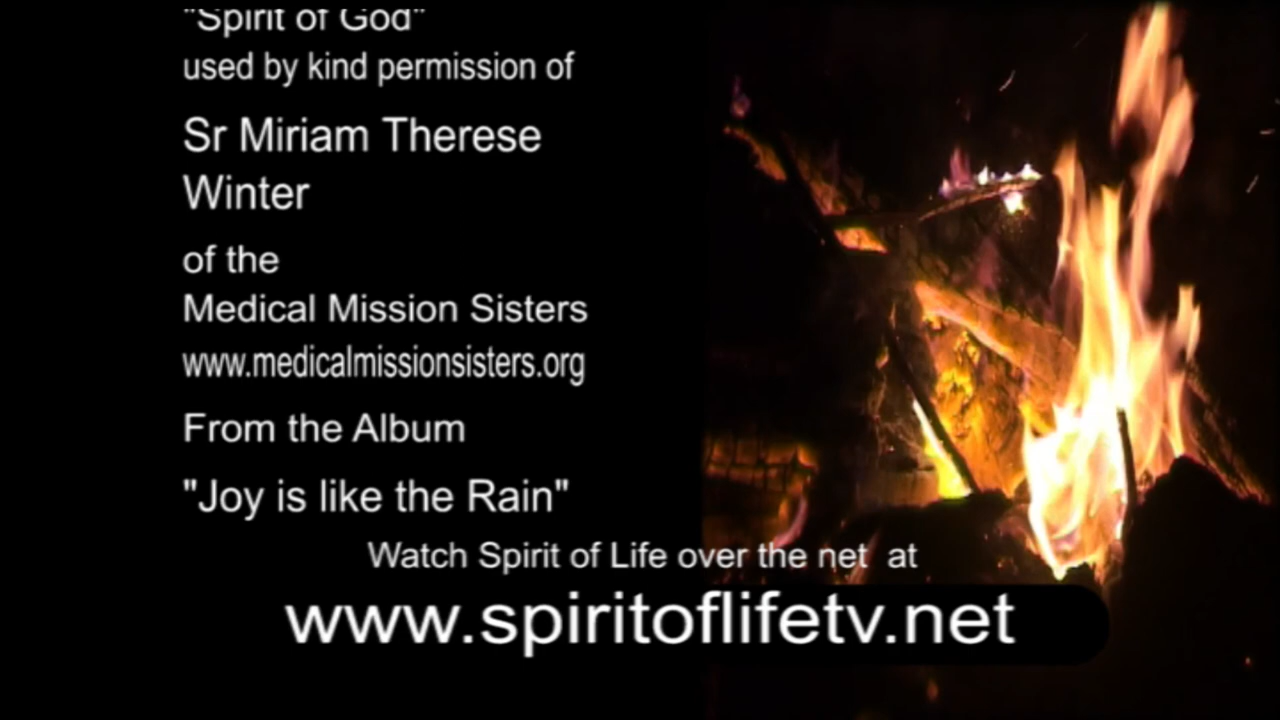 "Spirit of God"
used by kind permission of
Sr Miriam Therese
Winter
of the
Medical Mission Sisters
www.medicalmissionsisters.org
From the Album
"Joy is like the Rain"
Watch Spirit of Life over the net at
www.spiritoflifetv.net